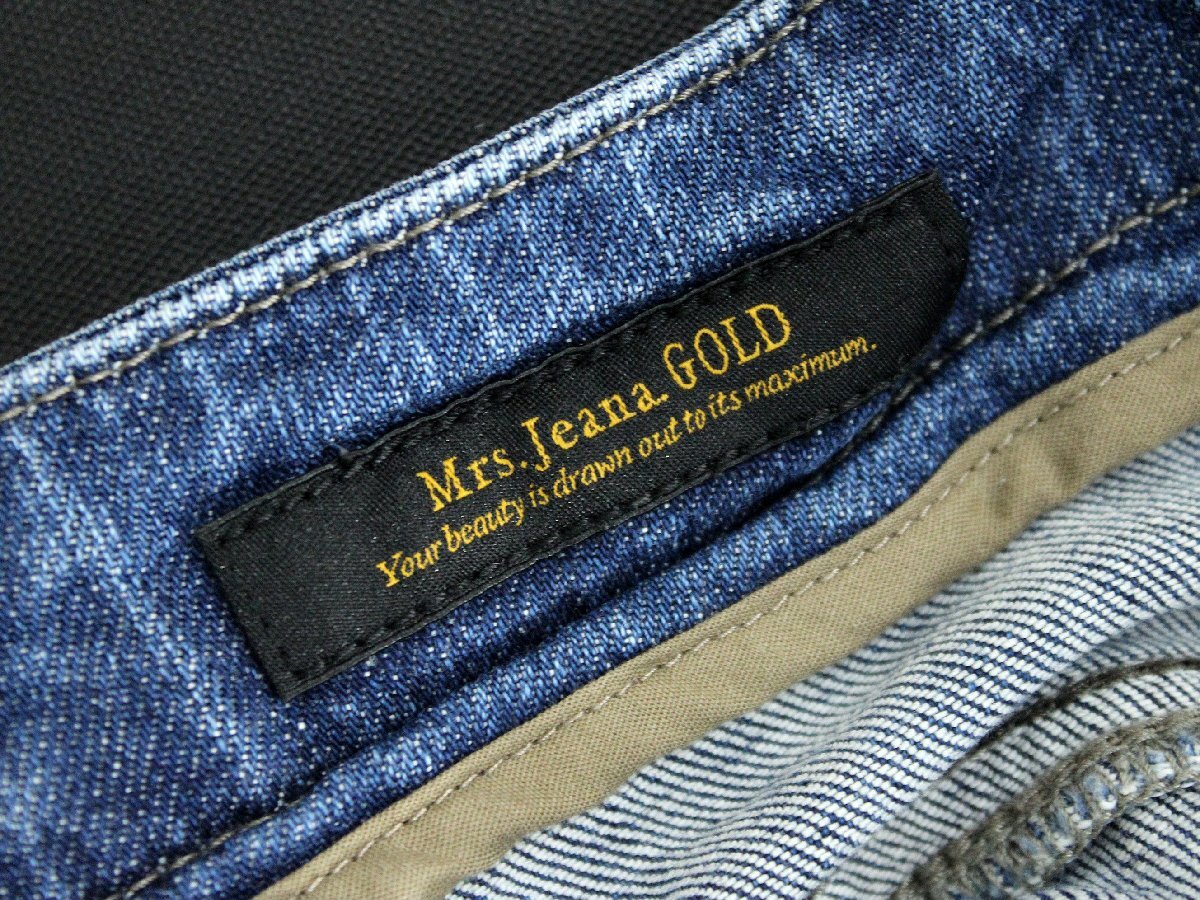 Mrs.Jeana.GOLD
Your beauty is drawn out to its maximum.